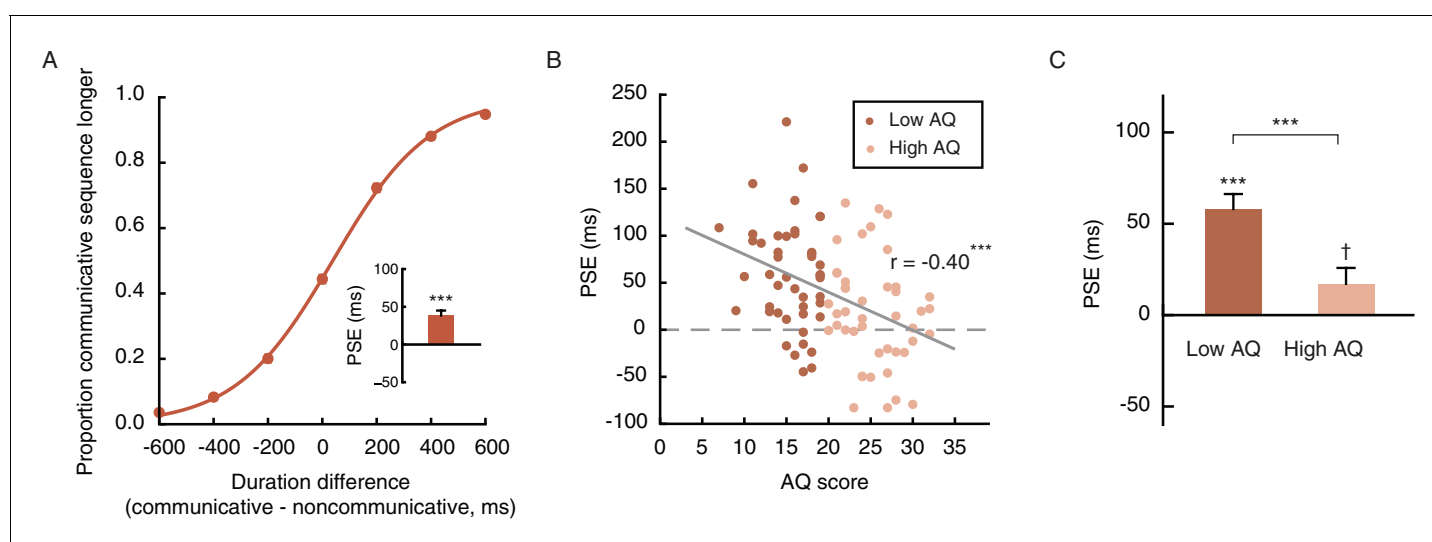 A
Proportion communicative sequence longer
1.0
0.8
0.6
0.4
0.2
0.0
-600 -400 -200 0 200 400 600
Duration difference
(communicative - noncommunicative, ms)
PSE (ms)
100
50
0
−50
***
B
PSE (ms)
250
200
150
100
50
0
-50
-100
0 5 10 15 20 25 30 35
AQ score
Low AQ
High AQ
r = -0.40***
C
PSE (ms)
100
50
0
-50
***
***
†
Low AQ High AQ